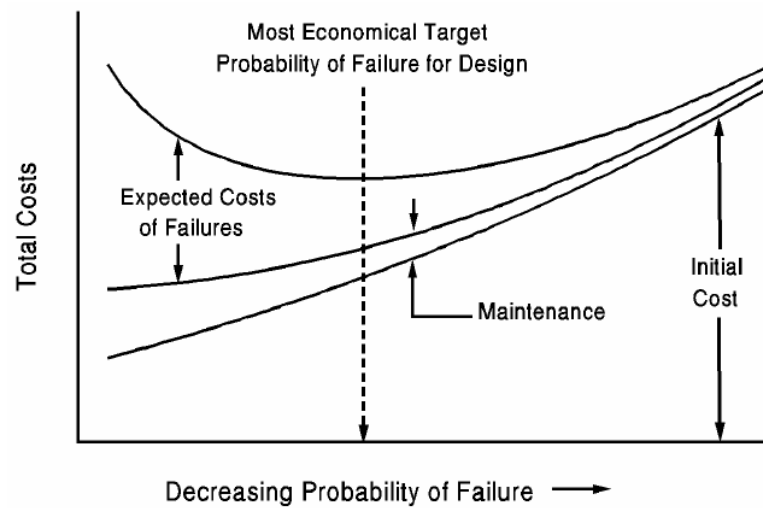 Most Economical Target
Probability of Failure for Design
Expected Costs
of Failures
Total Costs
Initial
Cost
Maintenance
Decreasing Probability of Failure